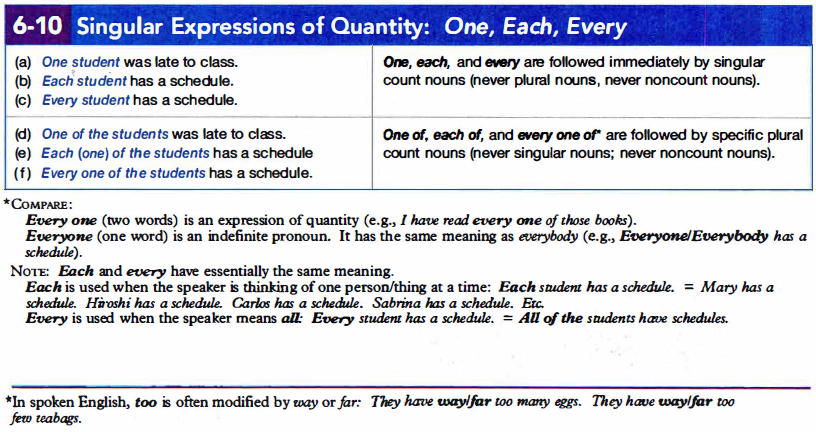 6-10 Singular Expressions of Quantity: One, Each, Every
(a) One student was late to class.
(b) Each student has a schedule.
(c) Every student has a schedule.
One, each, and every are followed immediately by singular
count nouns (never plural nouns, never noncount nouns).
(d) One of the students was late to class.
(e) Each (one) of the students has a schedule
(f) Every one of the students has a schedule.
One of, each of, and every one of* are followed by specific plural
count nouns (never singular nouns; never noncount nouns).
*COMPARE:
Every one (two words) is an expression of quantity (e.g., I have read every one of those books).
Everyone (one word) is an indefinite pronoun. It has the same meaning as everybody (e.g., Everyone/Everybody has a
schedule).
NOTE: Each and every have essentially the same meaning.
Each is used when the speaker is thinking of one person/thing at a time: Each student has a schedule. = Mary has a
schedule. Hiroshi has a schedule. Carlos has a schedule. Sabrina has a schedule. Etc.
Every is used when the speaker means all: Every student has a schedule. = All of the students have schedules.
*In spoken English, too is often modified by way or far: They have way/far too many eggs. They have way/far too
few teabags.